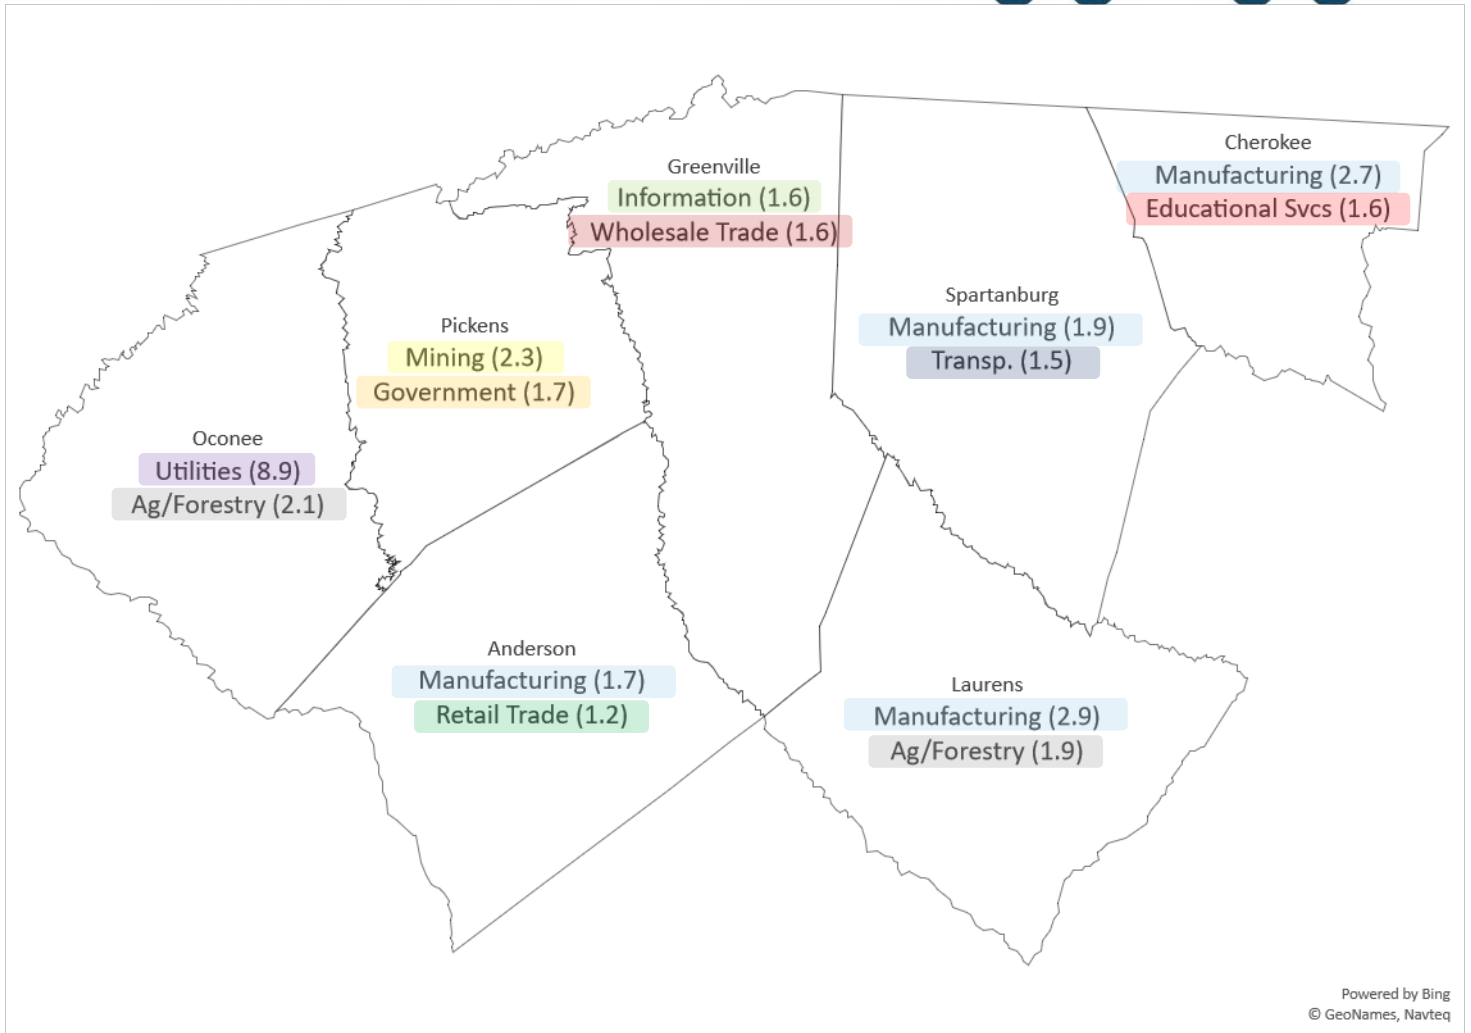 Cherokee
Manufacturing (2.7)
Educational Svcs (1.6)
Greenville
Information (1.6)
Wholesale Trade (1.6)
Spartanburg
Manufacturing (1.9)
Transp. (1.5)
Pickens
Mining (2.3)
Government (1.7)
Oconee
Utilities (8.9)
Ag/Forestry (2.1)
Anderson
Manufacturing (1.7)
Retail Trade (1.2)
Laurens
Manufacturing (2.9)
Ag/Forestry (1.9)
Powered by Bing
© GeoNames, Navteq